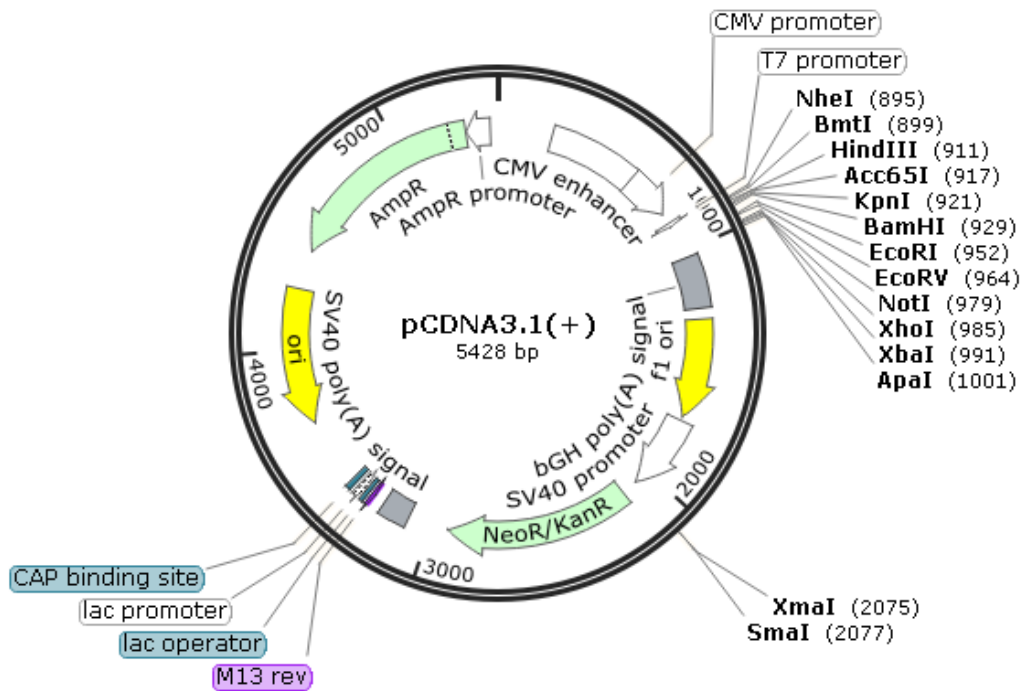 CMV promoter
T7 promoter
NheI (895)
BmtI (899)
HindIII (911)
Acc65I (917)
KpnI (921)
BamHI (929)
EcoRI (952)
EcoRV (964)
NotI (979)
XhoI (985)
XbaI (991)
ApaI (1001)
5000
1000
AmpR
AmpR promoter
CMV enhancer
pCDNA3.1(+)
5428 bp
bGH poly(A) signal
f1 ori
SV40 promoter
NeoR/KanR
SV40 poly(A) signal
ori
4000
2000
3000
CAP binding site
lac promoter
lac operator
M13 rev
XmaI (2075)
SmaI (2077)